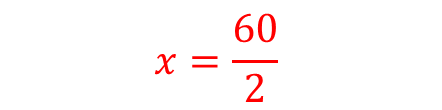 x = 60/2